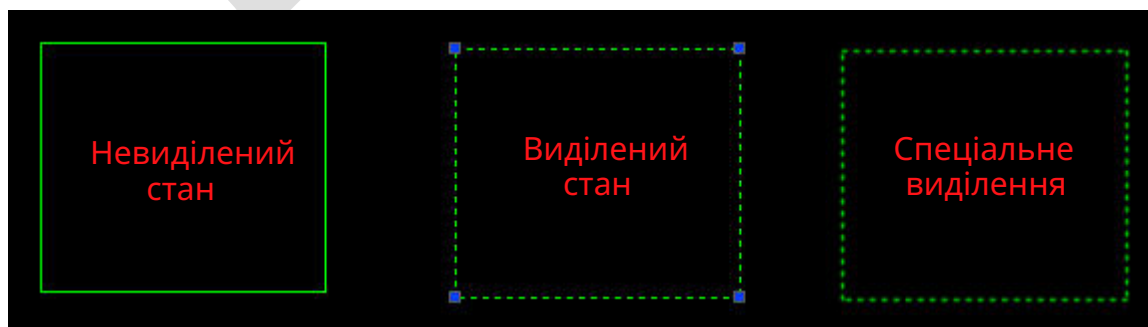 Невиділений
стан
Виділений
стан
Спеціальне
виділення